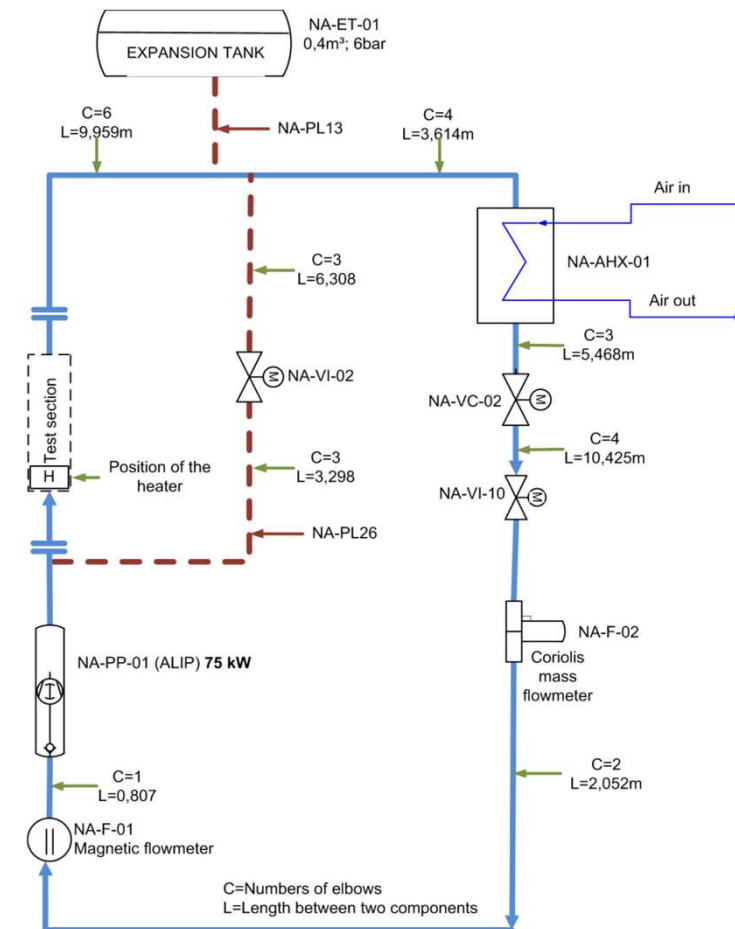 NA-ET-01
0,4m³; 6bar
EXPANSION TANK
C=6
L=9,959m
NA-PL13
C=4
L=3,614m
Air in
NA-AHX-01
Air out
C=3
L=6,308
C=3
L=5,468m
NA-VI-02
M
NA-VC-02
M
Test section
H
Position of the
heater
C=3
L=3,298
C=4
L=10,425m
NA-VI-10
M
NA-PL26
NA-F-02
Coriolis
mass
flowmeter
NA-PP-01 (ALIP) 75 kW
C=1
L=0,807
C=2
L=2,052m
NA-F-01
Magnetic flowmeter
C=Numbers of elbows
L=Length between two components